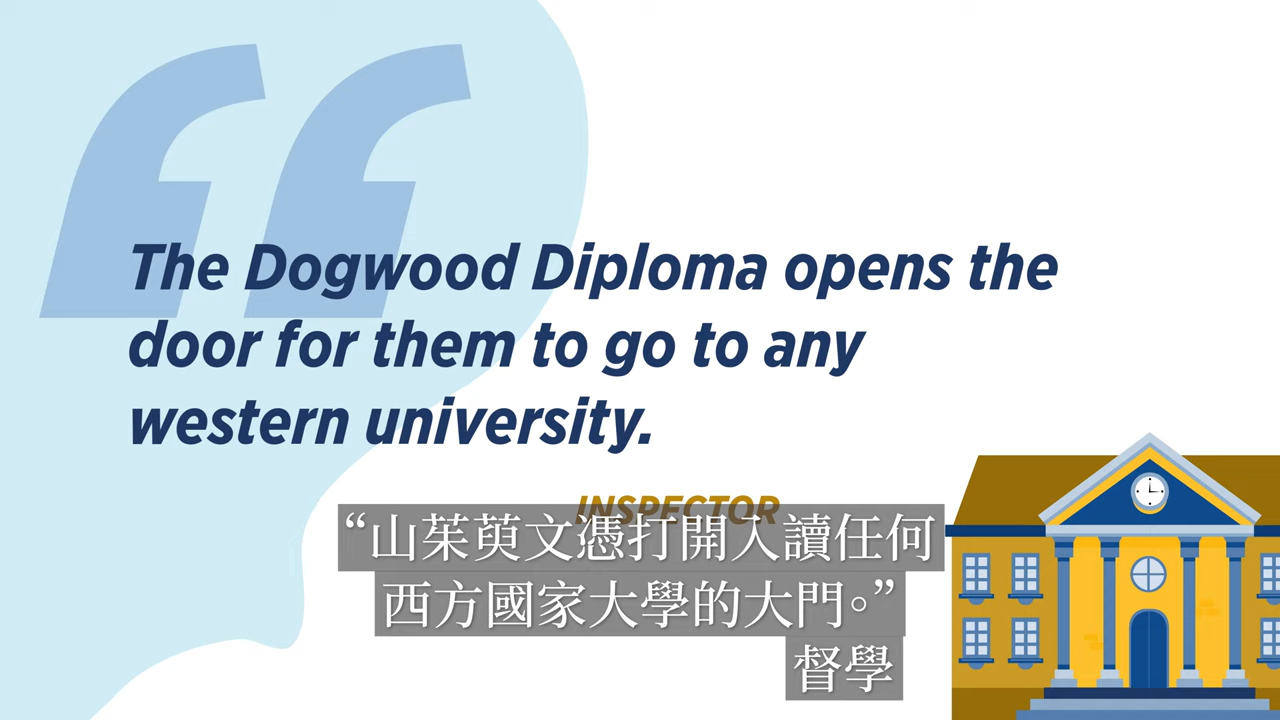 The Dogwood Diploma opens the
door for them to go to any
western university.
INSPECTOR
“山茱萸文憑打開入讀任何
西方國家大學的大門。”
督學